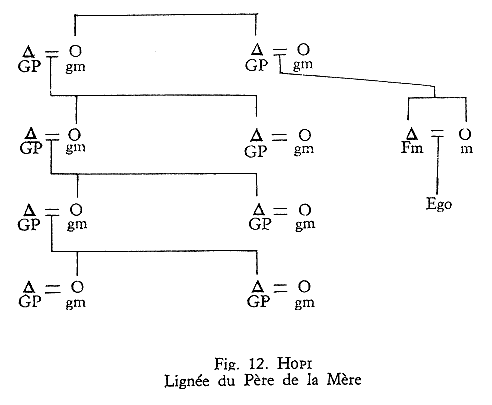 Δ = O Δ = O
GP gm GP gm
Δ = O Δ = O Δ = O
GP gm GP gm Fm m
Ego
Δ = O Δ = O
GP gm GP gm
Δ = O Δ = O
GP gm GP gm
Fig. 12. HOPI
Lignée du Père de la Mère